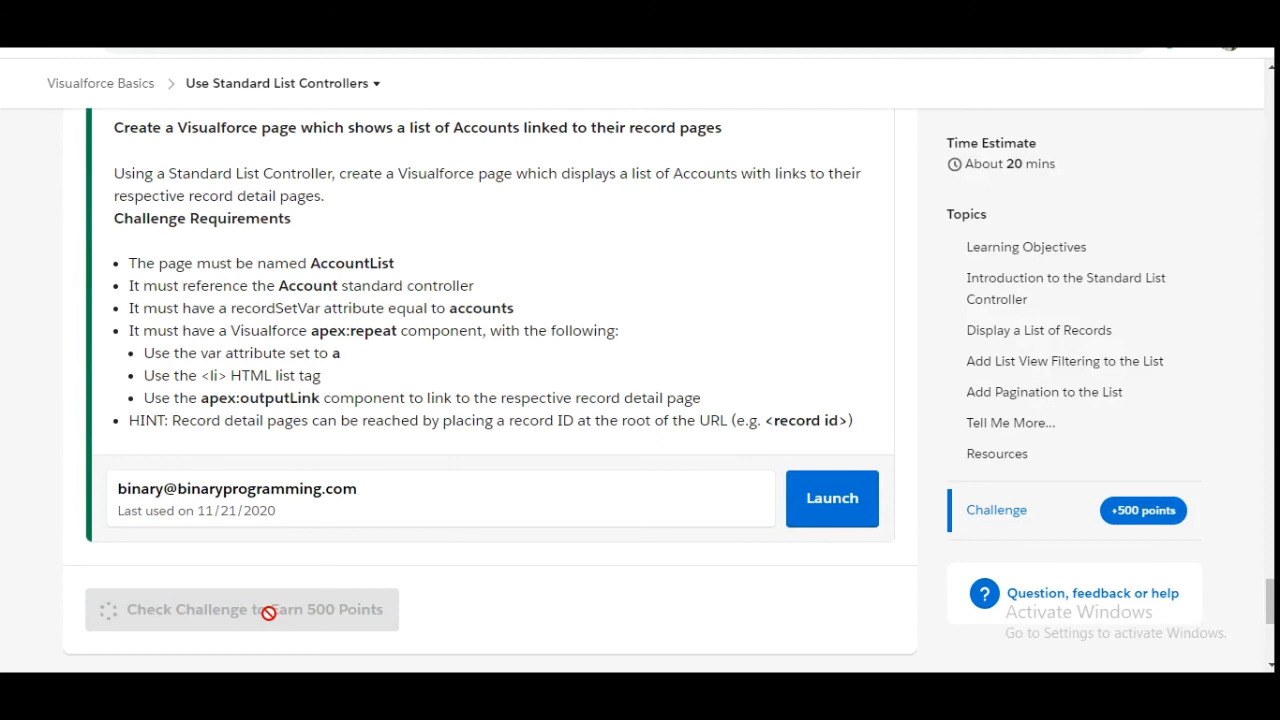 Visualforce Basics
Use Standard List Controllers
Create a Visualforce page which shows a list of Accounts linked to their record pages
Using a Standard List Controller, create a Visualforce page which displays a list of Accounts with links to their
respective record detail pages.
Challenge Requirements
The page must be named AccountList
It must reference the Account standard controller
It must have a recordSetVar attribute equal to accounts
It must have a Visualforce apex:repeat component, with the following:
Use the var attribute set to a
Use the <li> HTML list tag
Use the apex:outputLink component to link to the respective record detail page
HINT: Record detail pages can be reached by placing a record ID at the root of the URL (e.g. <record id>)
binary@binaryprogramming.com
Last used on 11/21/2020
Launch
Check Challenge to Earn 500 Points
Time Estimate
About 20 mins
Topics
Learning Objectives
Introduction to the Standard List
Controller
Display a List of Records
Add List View Filtering to the List
Add Pagination to the List
Tell Me More...
Resources
Challenge
+500 points
? Question, feedback or help
Activate Windows
Go to Settings to activate Windows.